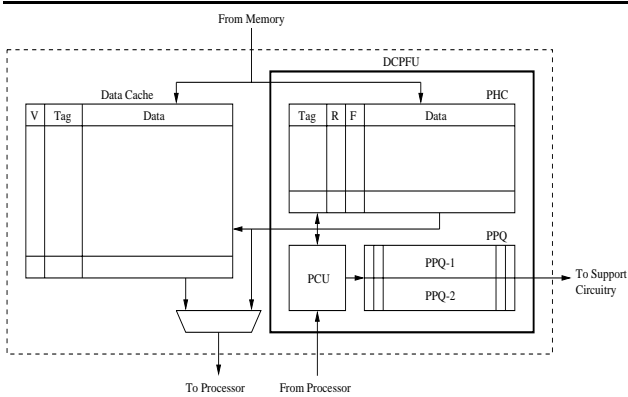 From Memory
DCPFU
Data Cache
PHC
V Tag Data
Tag R F Data
PPQ
PCU
PPQ-1
PPQ-2
To Support
Circuitry
To Processor
From Processor